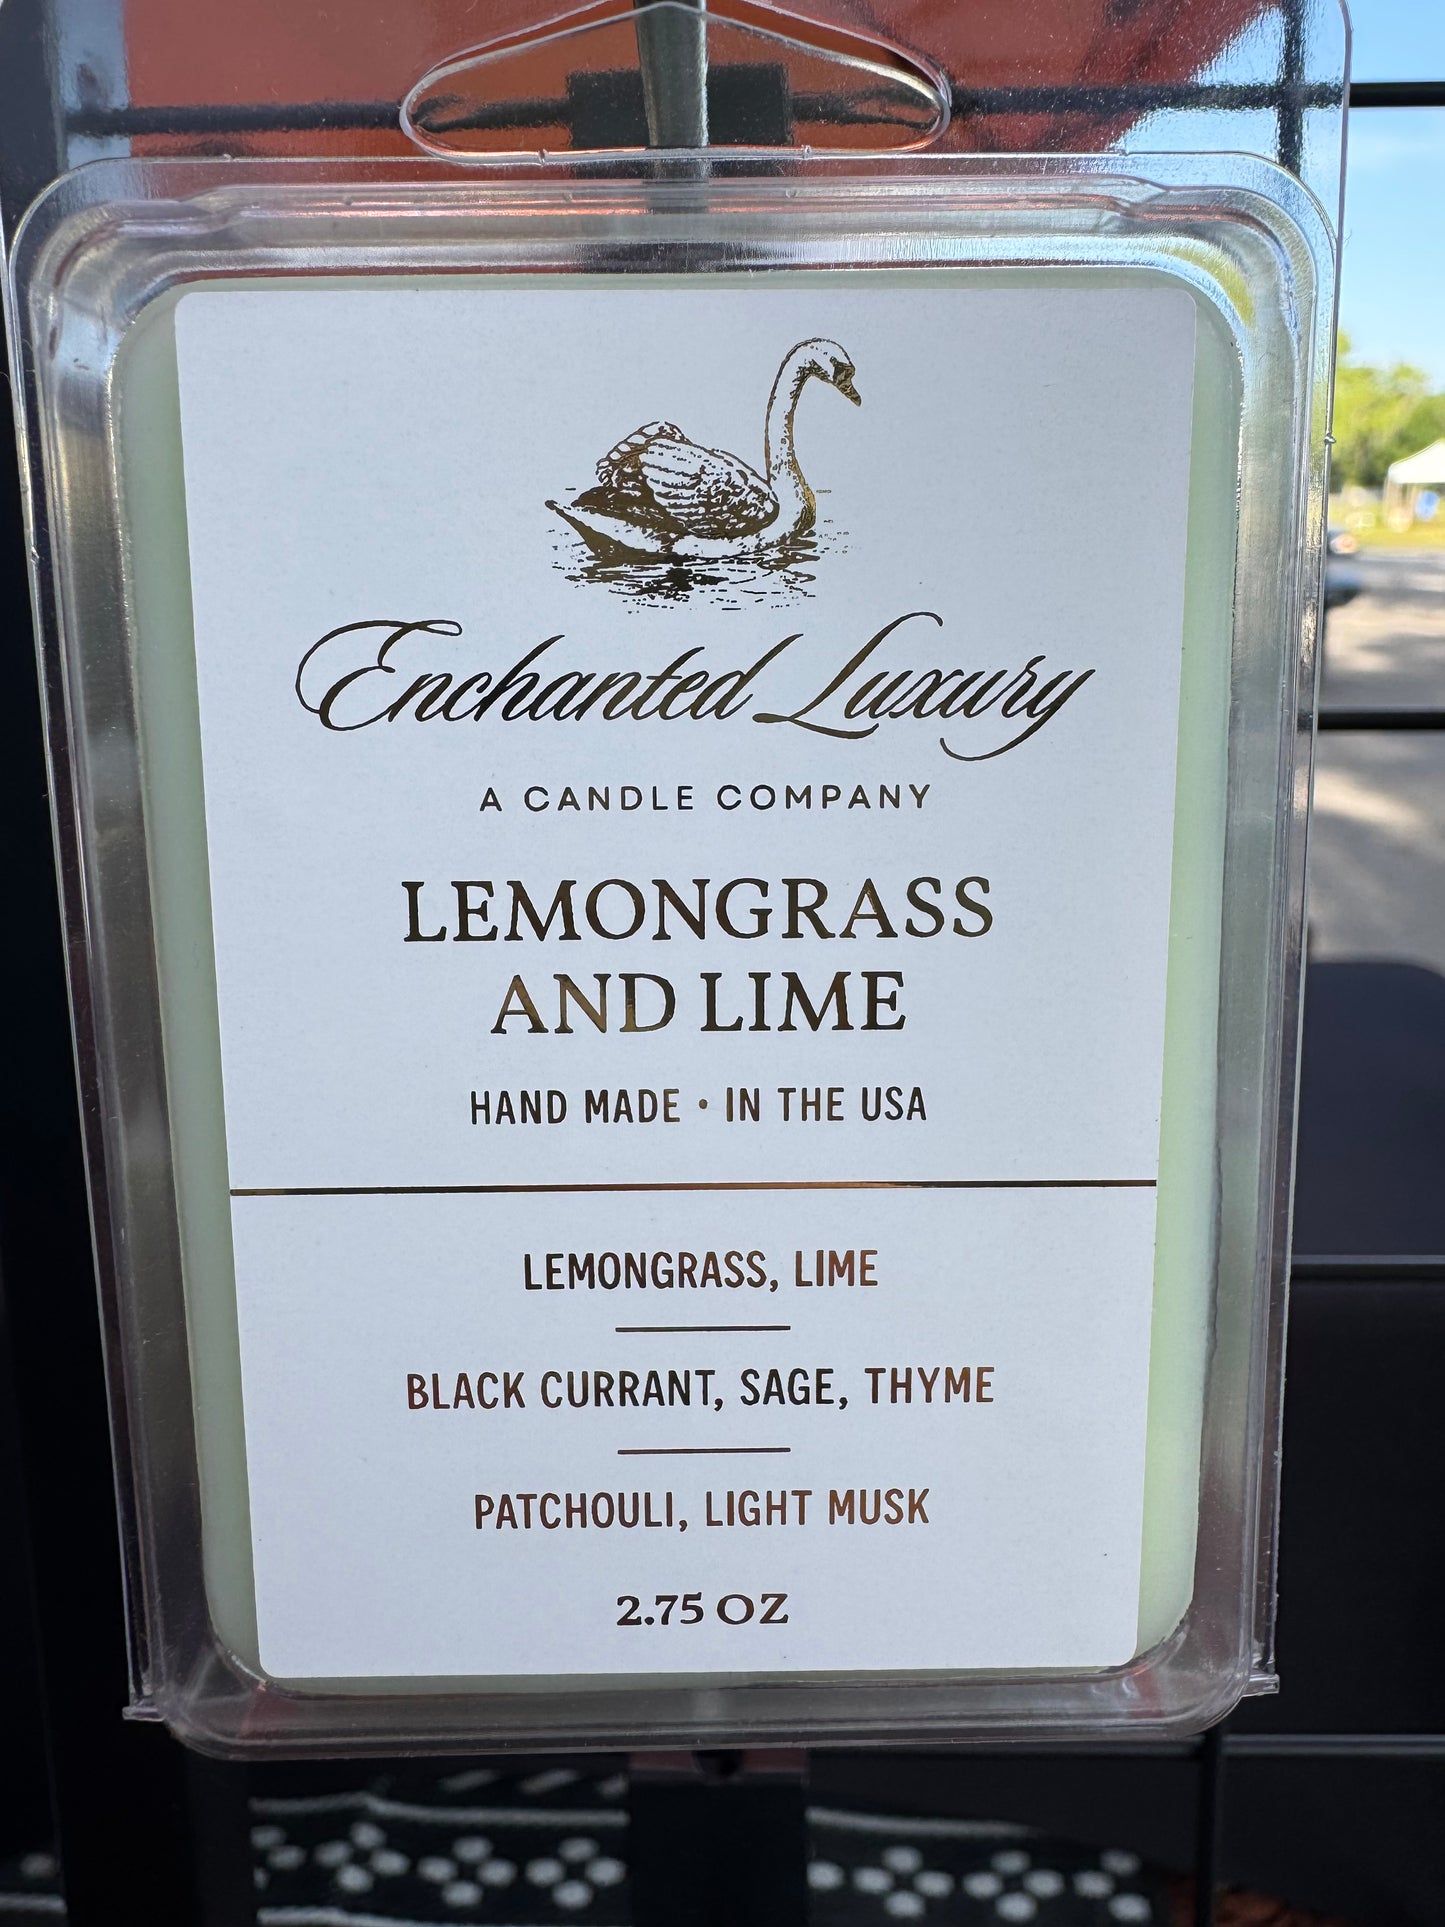 Enchanted Luxury
A CANDLE COMPANY
LEMONGRASS
AND LIME
HAND MADE • IN THE USA
LEMONGRASS, LIME
BLACK CURRANT, SAGE, THYME
PATCHOULI, LIGHT MUSK
2.75 OZ